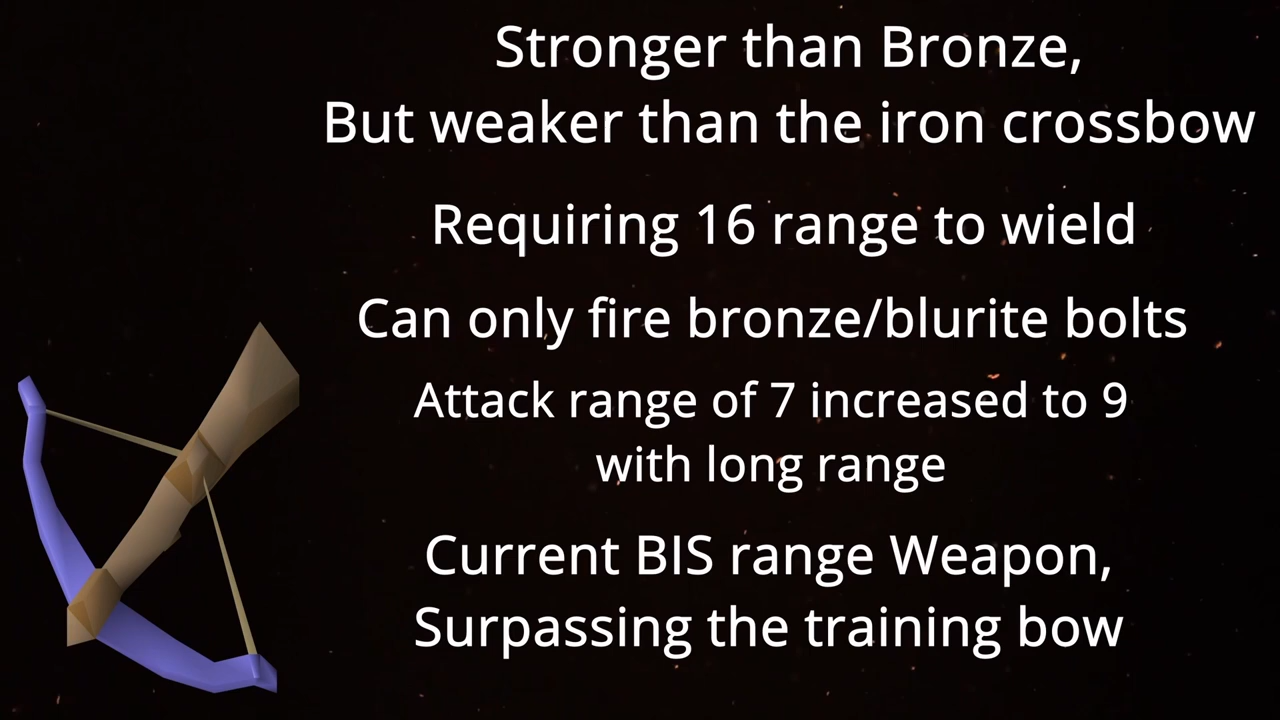 Stronger than Bronze,
But weaker than the iron crossbow
Requiring 16 range to wield
Can only fire bronze/blurite bolts
Attack range of 7 increased to 9
with long range
Current BIS range Weapon,
Surpassing the training bow